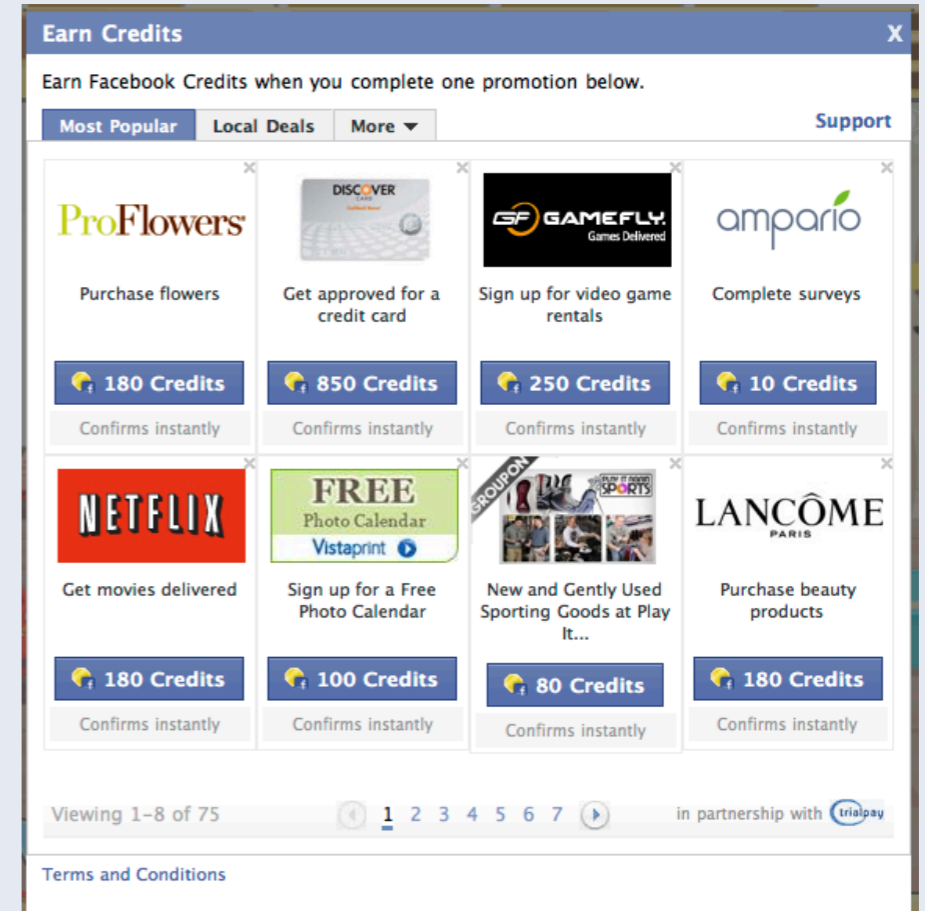 Earn Credits X
Earn Facebook Credits when you complete one promotion below.
Most Popular Local Deals More Support
ProFlowers
DISCOVER
CARD
GF GAMEFLY.
Games Delivered
ampario
Purchase flowers
Get approved for a
credit card
Sign up for video game
rentals
Complete surveys
180 Credits
850 Credits
250 Credits
10 Credits
Confirms instantly
Confirms instantly
Confirms instantly
Confirms instantly
NETFLIX
FREE
Photo Calendar
Vistaprint
GROUPON
PLAY IT AGAIN
SPORTS
LANCÔME
PARIS
Get movies delivered
Sign up for a Free
Photo Calendar
New and Gently Used
Sporting Goods at Play
It...
Purchase beauty
products
180 Credits
100 Credits
80 Credits
180 Credits
Confirms instantly
Confirms instantly
Confirms instantly
Confirms instantly
Viewing 1-8 of 75 1 2 3 4 5 6 7 in partnership with trialpay
Terms and Conditions